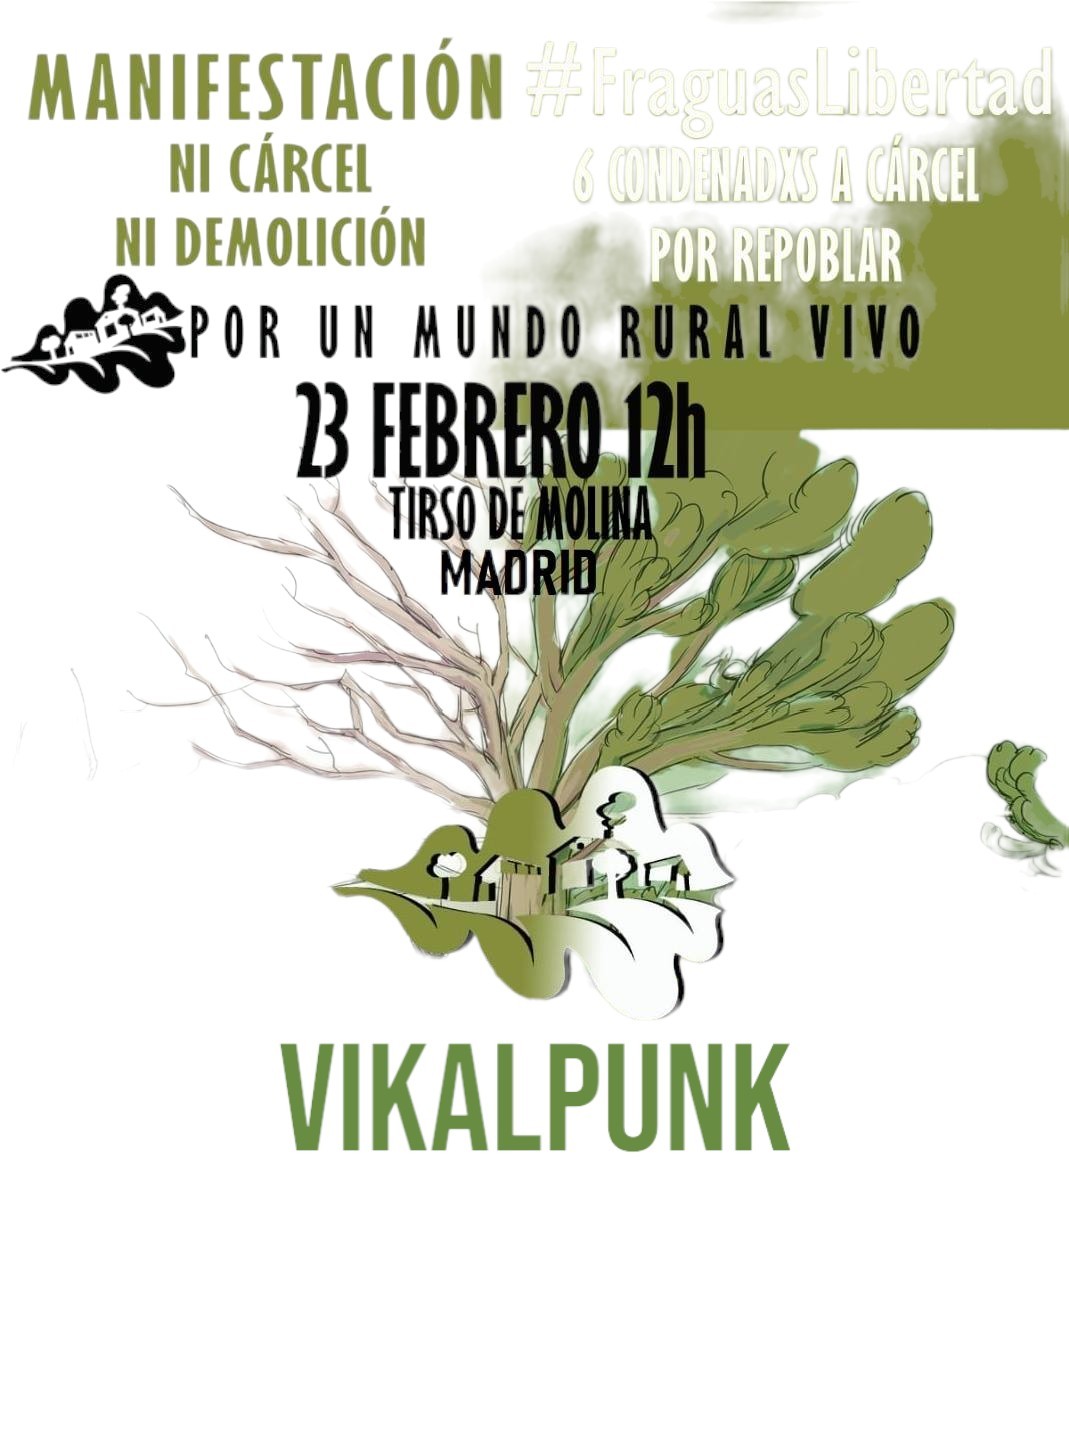 MANIFESTACIÓN
NI CÁRCEL
NI DEMOLICIÓN
#FraguasLibertad
6 CONDENADXS A CÁRCEL
POR REPOBLAR
POR UN MUNDO RURAL VIVO
23 FEBRERO 12h
TIRSO DE MOLINA
MADRID
VIKALPUNK